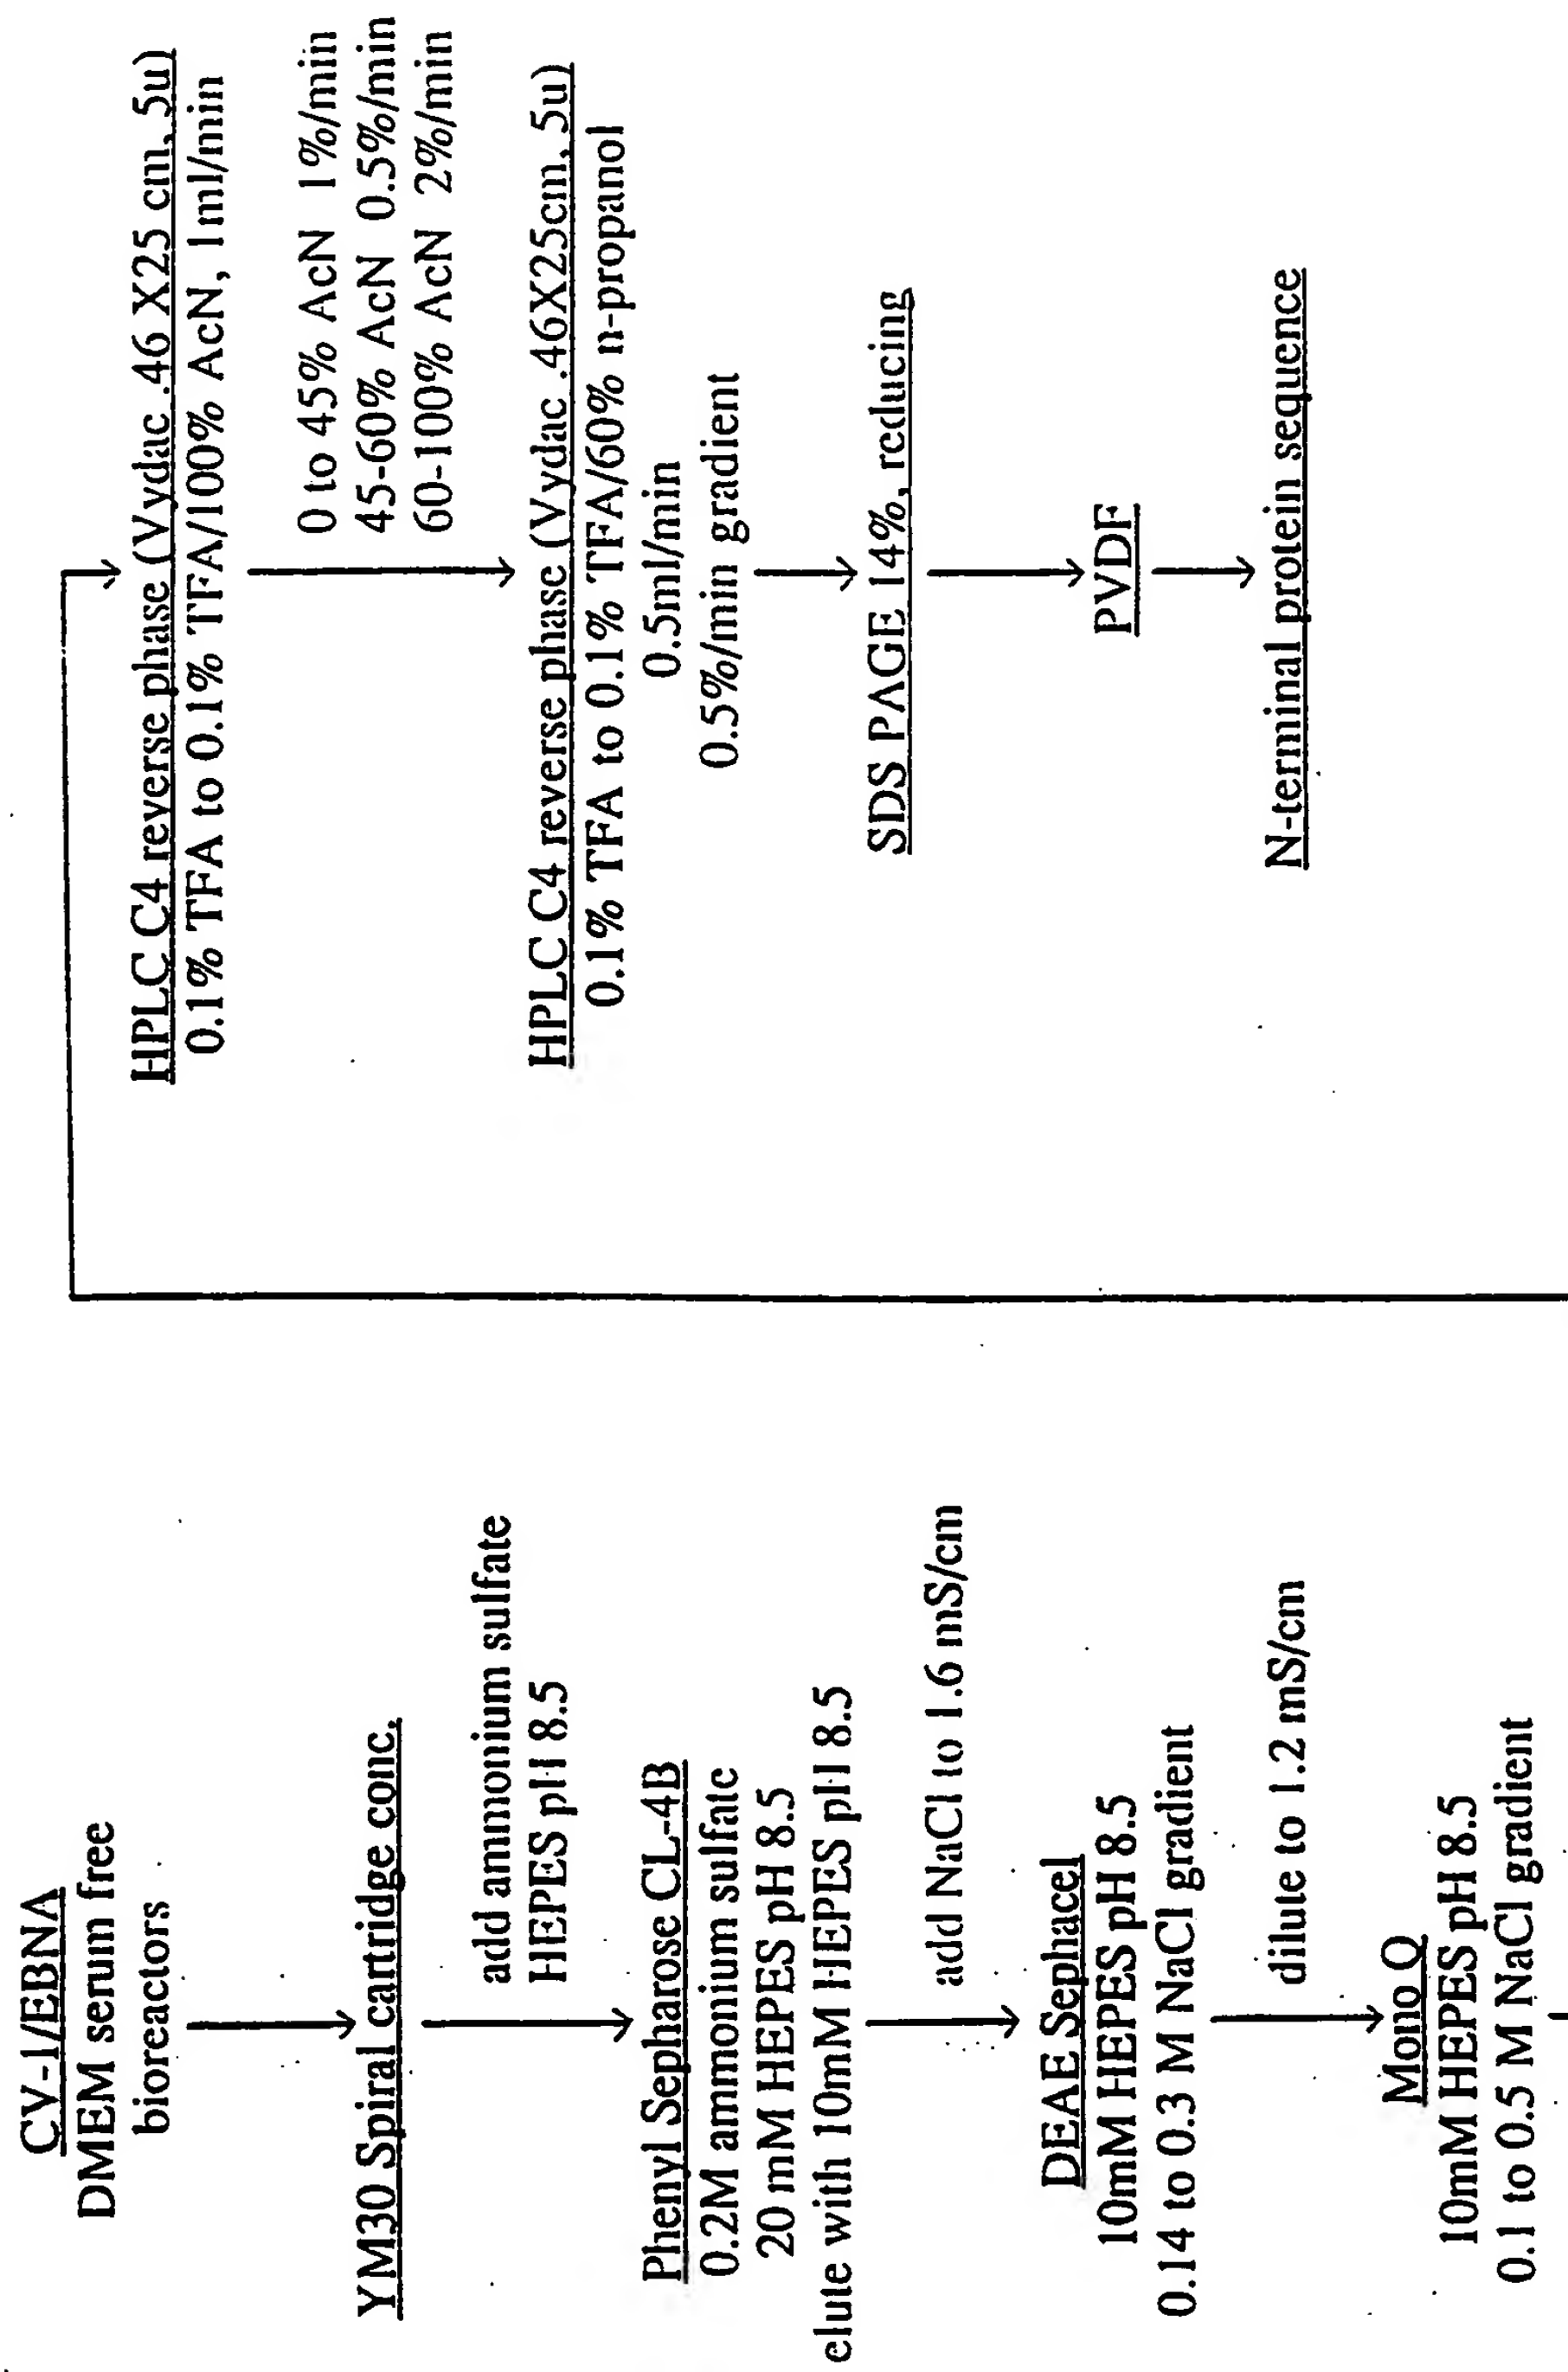 CV-1/EBNA
DMEM serum free
bioreactors
YM30 Spiral cartridge conc.
add ammonium sulfate
HEPES pH 8.5
Phenyl Sepharose CL-4B
0.2M ammonium sulfate
20 mM HEPES pH 8.5
elute with 10mM HEPES pH 8.5
add NaCl to 1.6 mS/cm
DEAE Sephacel
10mM HEPES pH 8.5
0.14 to 0.3 M NaCl gradient
dilute to 1.2 mS/cm
Mono Q
10mM HEPES pH 8.5
0.1 to 0.5 M NaCl gradient
HPLC C4 reverse phase (Vydac .46 X25 cm, 5u)
0.1% TFA to 0.1% TFA/100% AcN, 1ml/min
0 to 45% AcN 1%/min
45-60% AcN 0.5%/min
60-100% AcN 2%/min
HPLC C4 reverse phase (Vydac .46X25cm, 5u)
0.1% TFA to 0.1% TFA/60% n-propanol
0.5ml/min
0.5%/min gradient
SDS PAGE 14%, reducing
PVDF
N-terminal protein sequence